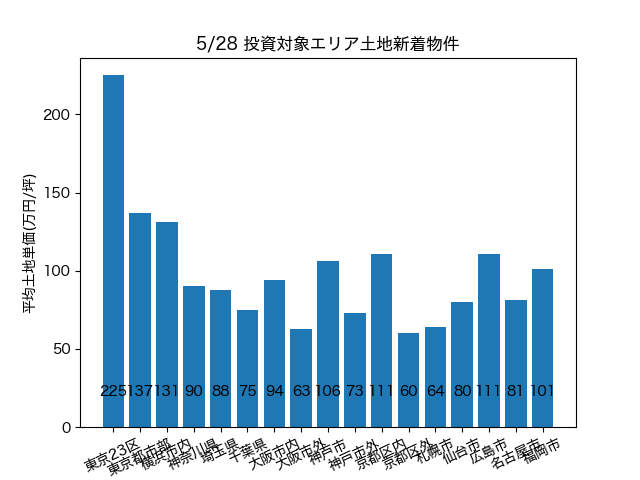 5/28 投資対象エリア土地新着物件
平均土地単価(万円/坪)
200
150
100
50
0
225 137 131 90 88 75 94 63 106 73 111 60 64 80 111 81 101
東京23区
東京都市部
横浜市内
神奈川県
埼玉県
千葉県
大阪市内
大阪市外
神戸市
神戸市外
京都区内
京都区外
札幌市
仙台市
広島市
名古屋市
福岡市